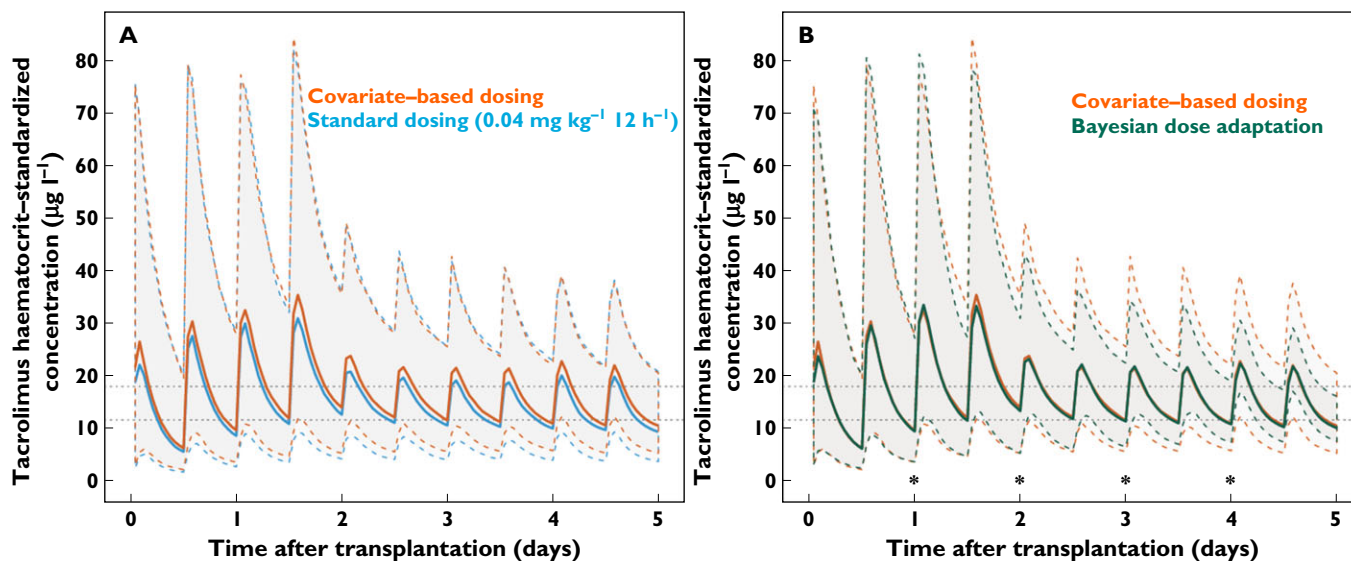 A
Covariate–based dosing
Standard dosing (0.04 mg kg⁻¹ 12 h⁻¹)
Tacrolimus haematocrit–standardized
concentration (μg l⁻¹)
80
70
60
50
40
30
20
10
0
0 1 2 3 4 5
Time after transplantation (days)
B
Covariate–based dosing
Bayesian dose adaptation
Tacrolimus haematocrit–standardized
concentration (μg l⁻¹)
80
70
60
50
40
30
20
10
0
* * * *
0 1 2 3 4 5
Time after transplantation (days)